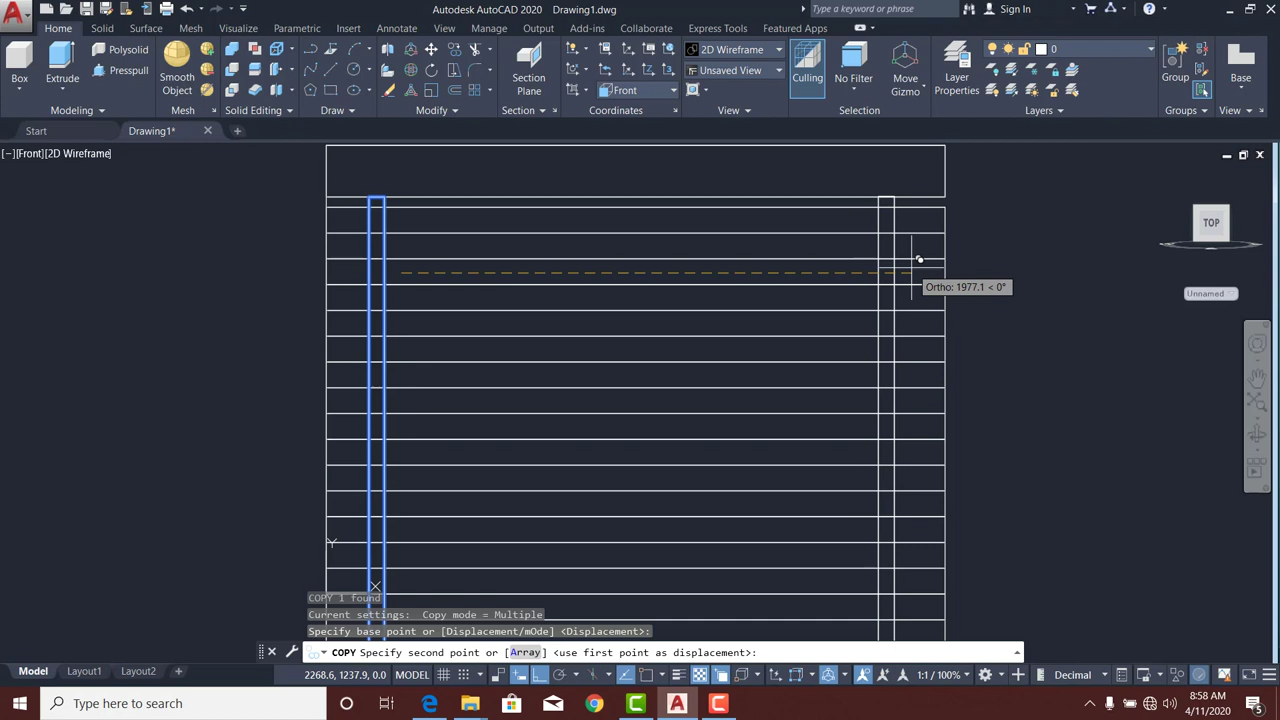 Autodesk AutoCAD 2020 Drawing1.dwg
Type a keyword or phrase
Sign In
Home Solid Surface Mesh Visualize Parametric Insert Annotate View Manage Output Add-ins Collaborate Express Tools Featured Apps
Box
Extrude
Polysolid
Presspull
Smooth Object
Section Plane
Front
2D Wireframe
Unsaved View
Culling
No Filter
Move Gizmo
Layer Properties
0
Group
Base
Modeling
Mesh
Solid Editing
Draw
Modify
Section
Coordinates
View
Selection
Layers
Groups
View
Start
Drawing1*
[−][Front][2D Wireframe]
TOP
Unnamed
Ortho: 1977.1 < 0°
Y
X
COPY 1 found
Current settings: Copy mode = Multiple
Specify base point or [Displacement/mOde] <Displacement>:
COPY Specify second point or [Array] <use first point as displacement>:
Model Layout1 Layout2
2268.6, 1237.9, 0.0 MODEL
1:1 / 100%
Decimal
Type here to search
8:58 AM
4/11/2020